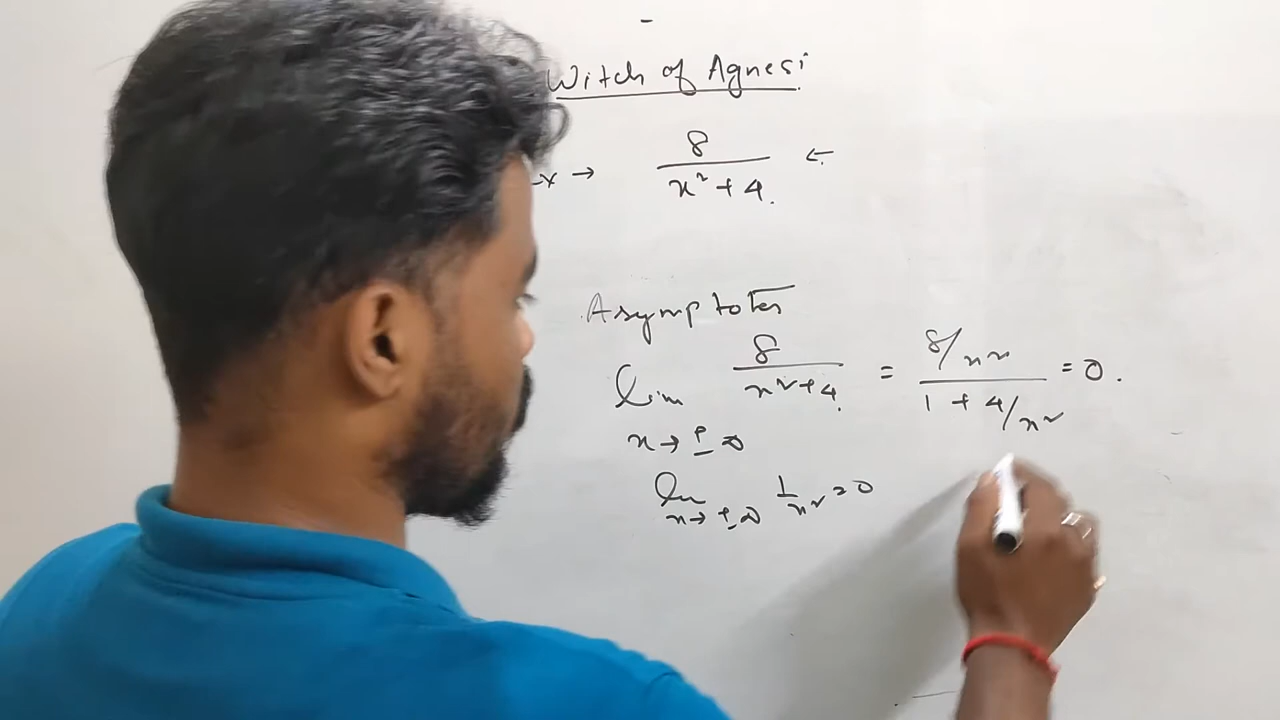 Witch of Agnesi
-x → 8/(x²+4) ←
Asymptotes
lim x→±∞ 8/(x²+4) = (8/x²)/(1+4/x²) = 0.
lim x→±∞ 1/x² = 0